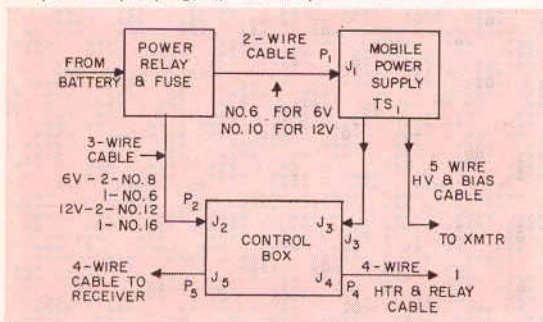 POWER
RELAY
& FUSE
2-WIRE
CABLE
P1
MOBILE
POWER
SUPPLY
J1
TS1
FROM
BATTERY
NO.6 FOR 6V
NO.10 FOR 12V
3-WIRE
CABLE
6V-2-NO.8
1-NO.6
12V-2-NO.12
1-NO.16
P2
J2
J3
J3
CONTROL
BOX
J5
J4
5 WIRE
HV & BIAS
CABLE
TO XMTR
4-WIRE
CABLE TO
RECEIVER
P5
P4
4-WIRE
HTR & RELAY
CABLE